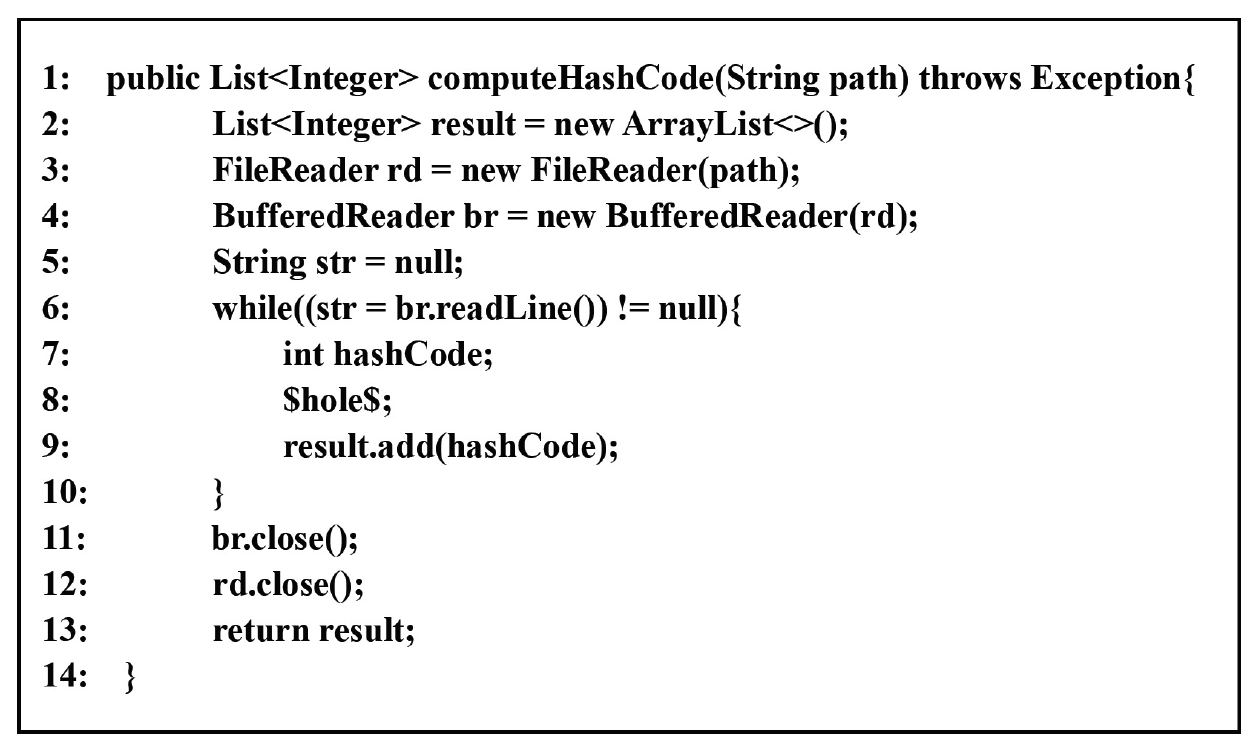 1: public List<Integer> computeHashCode(String path) throws Exception{
2: List<Integer> result = new ArrayList<>();
3: FileReader rd = new FileReader(path);
4: BufferedReader br = new BufferedReader(rd);
5: String str = null;
6: while((str = br.readLine()) != null){
7: int hashCode;
8: $hole$;
9: result.add(hashCode);
10: }
11: br.close();
12: rd.close();
13: return result;
14: }